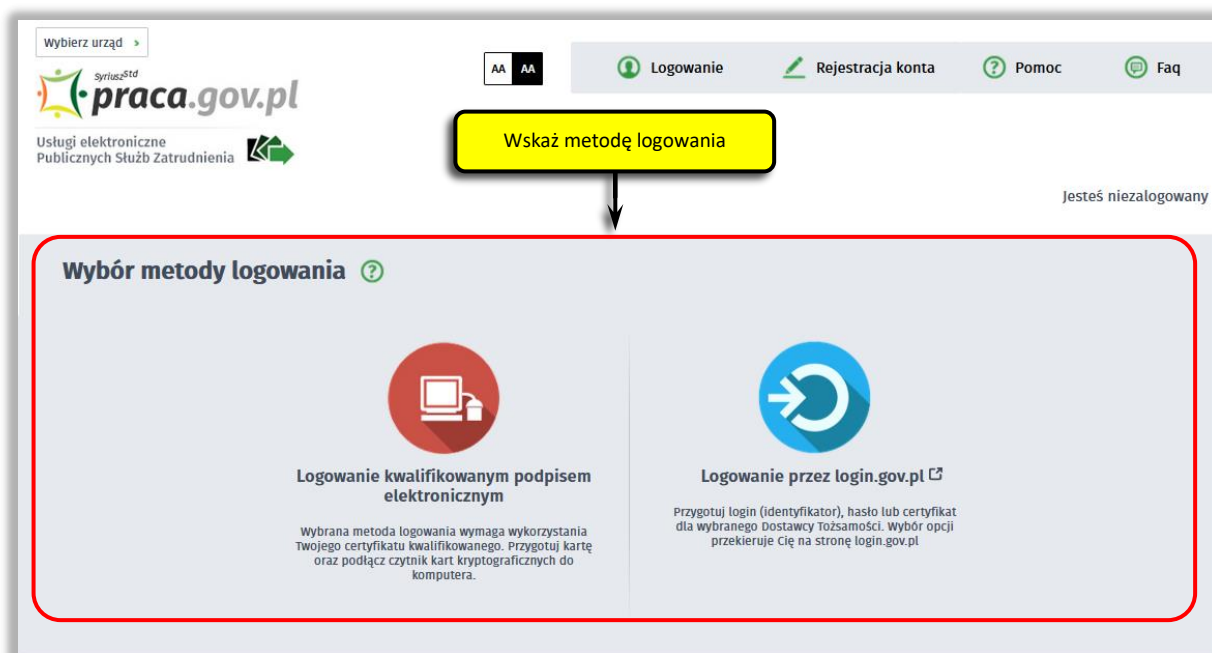 Wybierz urząd
AA AA
Logowanie
Rejestracja konta
Pomoc
Faq
SyriuszStd
praca.gov.pl
Usługi elektroniczne
Publicznych Służb Zatrudnienia
Wskaż metodę logowania
Jesteś niezalogowany
Wybór metody logowania ?
Logowanie kwalifikowanym podpisem
elektronicznym
Wybrana metoda logowania wymaga wykorzystania
Twojego certyfikatu kwalifikowanego. Przygotuj kartę
oraz podłącz czytnik kart kryptograficznych do
komputera.
Logowanie przez login.gov.pl
Przygotuj login (identyfikator), hasło lub certyfikat
dla wybranego Dostawcy Tożsamości. Wybór opcji
przekieruje Cię na stronę login.gov.pl